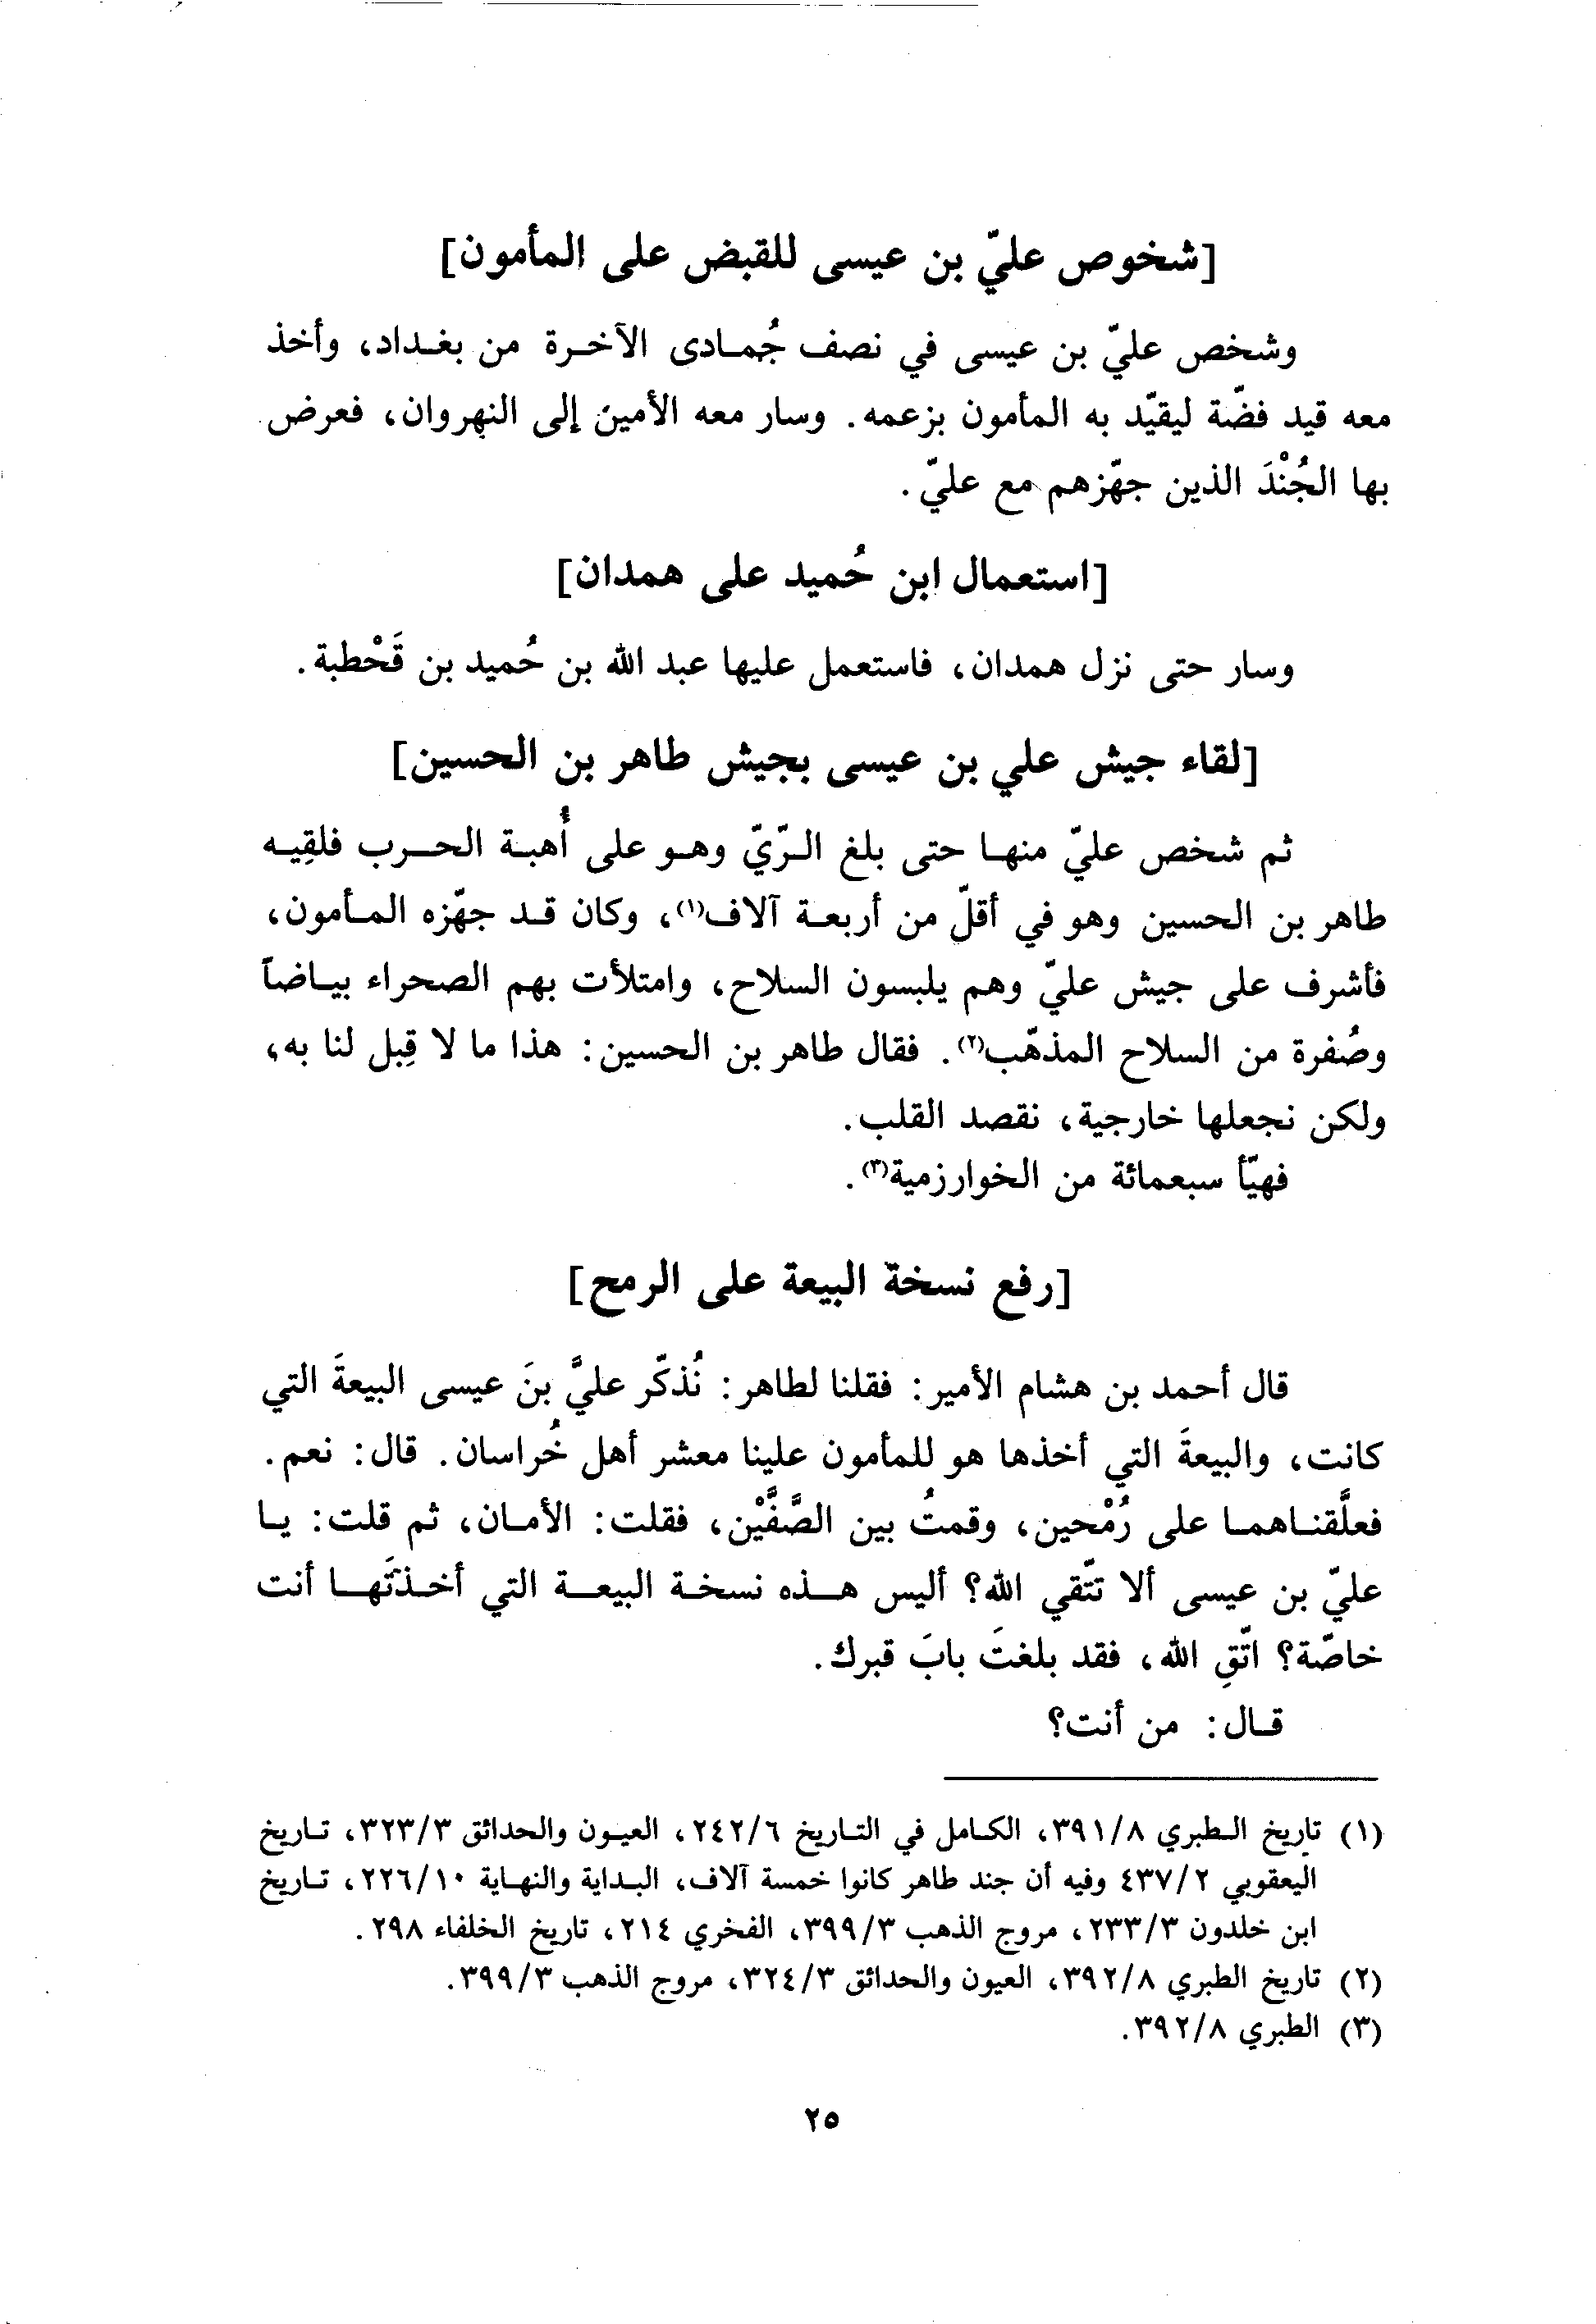 [شخوص عليّ بن عيسى للقبض على المأمون]
وشخص عليّ بن عيسى في نصف جُمادى الآخرة من بغداد، وأخذ
معه قيد فضّة ليقيّد به المأمون بزعمه. وسار معه الأمين إلى النهروان، فعرض
بها الجُنْدَ الذين جهّزهم مع عليّ.
[استعمال ابن حُميد على همدان]
وسار حتى نزل همدان، فاستعمل عليها عبد الله بن حُميد بن قَحْطبة.
[لقاء جيش علي بن عيسى بجيش طاهر بن الحسين]
ثم شخص عليّ منها حتى بلغ الرّيّ وهو على أُهبة الحرب فلقِيه
طاهر بن الحسين وهو في أقلّ من أربعة آلاف(١)، وكان قد جهّزه المأمون،
فأشرف على جيش عليّ وهم يلبسون السلاح، وامتلأت بهم الصحراء بياضاً
وصُفرة من السلاح المذهّب(٢). فقال طاهر بن الحسين: هذا ما لا قِبل لنا به،
ولكن نجعلها خارجية، نقصد القلب.
فهيّأ سبعمائة من الخوارزمية(٣).
[رفع نسخة البيعة على الرمح]
قال أحمد بن هشام الأمير: فقلنا لطاهر: نُذكّر عليَّ بنَ عيسى البيعةَ التي
كانت، والبيعةَ التي أخذها هو للمأمون علينا معشر أهل خُراسان. قال: نعم.
فعلَّقناهما على رُمْحين، وقمتُ بين الصَّفَّيْن، فقلت: الأمان، ثم قلت: يا
عليّ بن عيسى ألا تتّقي الله؟ أليس هذه نسخة البيعة التي أخذتَها أنت
خاصّة؟ اتّقِ الله، فقد بلغتَ بابَ قبرك.
قال: من أنت؟
(١) تاريخ الطبري ٣٩١/٨، الكامل في التاريخ ٢٤٢/٦، العيون والحدائق ٣٢٣/٣، تاريخ
اليعقوبي ٤٣٧/٢ وفيه أن جند طاهر كانوا خمسة آلاف، البداية والنهاية ٢٢٦/١٠، تاريخ
ابن خلدون ٢٣٣/٣، مروج الذهب ٣٩٩/٣، الفخري ٢١٤، تاريخ الخلفاء ٢٩٨.
(٢) تاريخ الطبري ٣٩٢/٨، العيون والحدائق ٣٢٤/٣، مروج الذهب ٣٩٩/٣.
(٣) الطبري ٣٩٢/٨.
٢٥